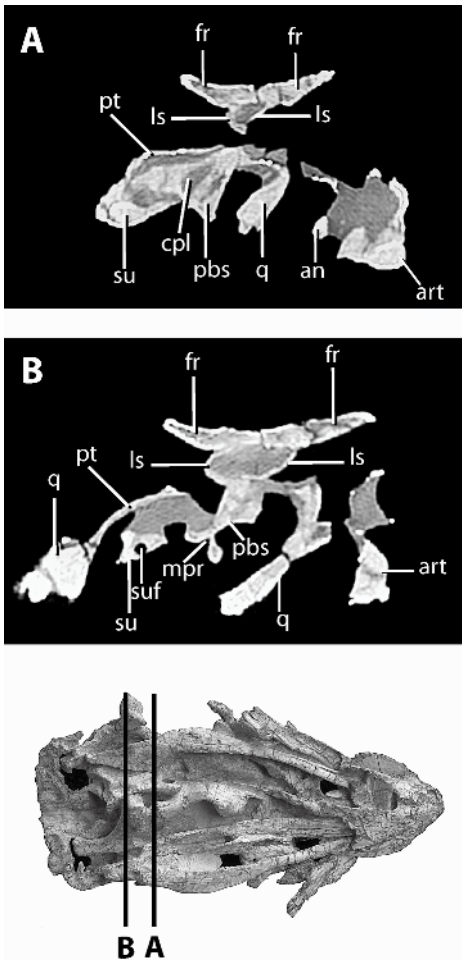 A
fr fr
ls ls
pt
cpl
su pbs q an
art
B
fr
fr
ls ls
pt
q
pbs
mpr
suf art
su q
B A